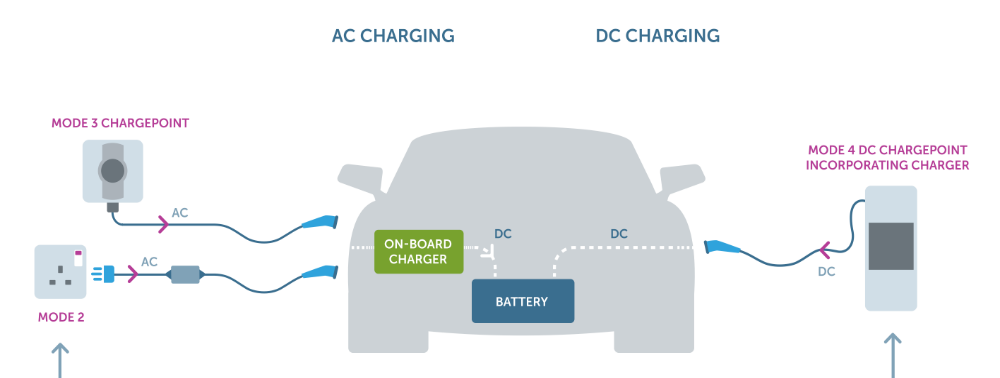 AC CHARGING
DC CHARGING
MODE 3 CHARGEPOINT
AC
MODE 4 DC CHARGEPOINT
INCORPORATING CHARGER
DC
DC
ON-BOARD
CHARGER
AC
DC
BATTERY
MODE 2